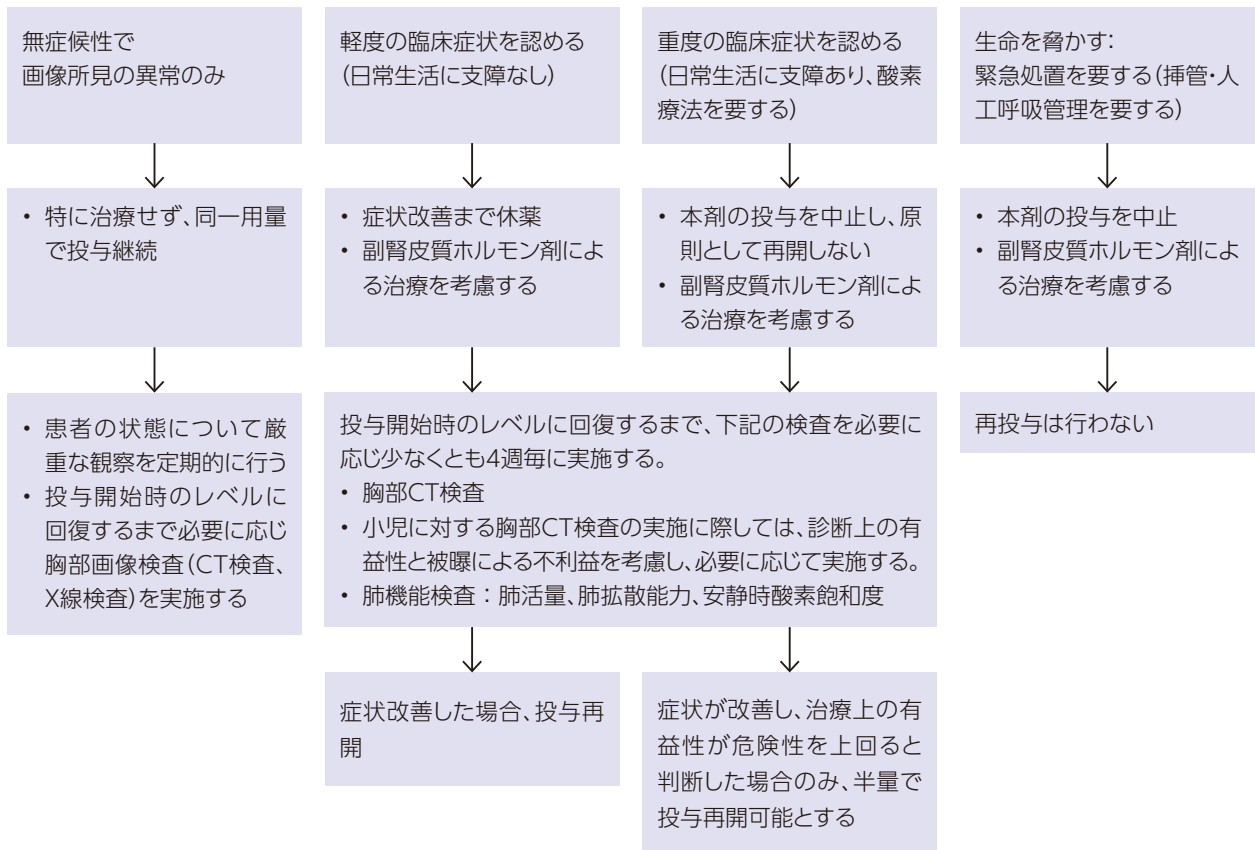 無症候性で
画像所見の異常のみ
軽度の臨床症状を認める
(日常生活に支障なし)
重度の臨床症状を認める
(日常生活に支障あり、酸素
療法を要する)
生命を脅かす：
緊急処置を要する(挿管・人
工呼吸管理を要する)
• 特に治療せず、同一用量
で投与継続
• 症状改善まで休薬
• 副腎皮質ホルモン剤によ
る治療を考慮する
• 本剤の投与を中止し、原
則として再開しない
• 副腎皮質ホルモン剤によ
る治療を考慮する
• 本剤の投与を中止
• 副腎皮質ホルモン剤によ
る治療を考慮する
• 患者の状態について厳
重な観察を定期的に行う
• 投与開始時のレベルに
回復するまで必要に応じ
胸部画像検査(CT検査、
X線検査)を実施する
投与開始時のレベルに回復するまで、下記の検査を必要に
応じ少なくとも4週毎に実施する。
• 胸部CT検査
• 小児に対する胸部CT検査の実施に際しては、診断上の有
益性と被曝による不利益を考慮し、必要に応じて実施する。
• 肺機能検査：肺活量、肺拡散能力、安静時酸素飽和度
再投与は行わない
症状改善した場合、投与再
開
症状が改善し、治療上の有
益性が危険性を上回ると
判断した場合のみ、半量で
投与再開可能とする